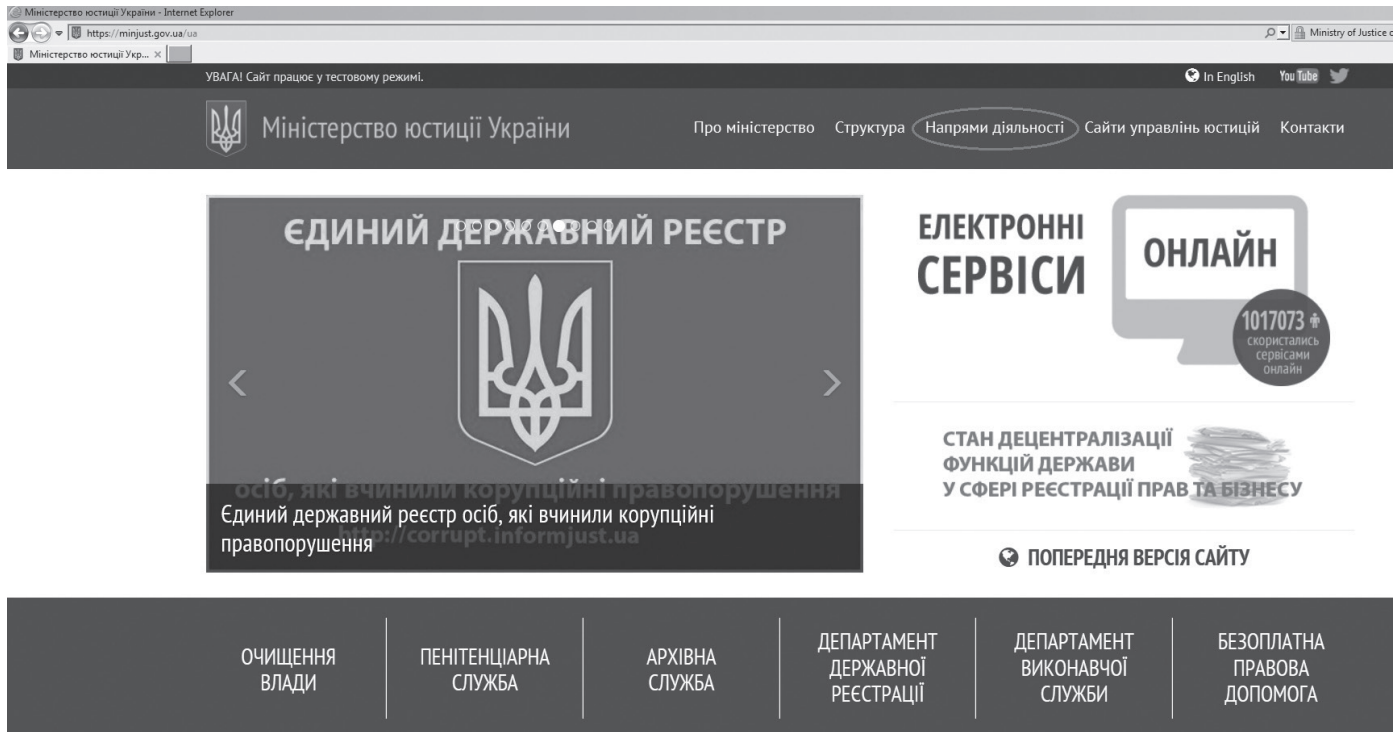 Міністерство юстиції України - Internet Explorer
https://minjust.gov.ua/ua
Ministry of Justice
Міністерство юстиції Укр...
УВАГА! Сайт працює у тестовому режимі.
In English
You Tube
Міністерство юстиції України
Про міністерство Структура Напрями діяльності Сайти управлінь юстицій Контакти
ЄДИНИЙ ДЕРЖАВНИЙ РЕЄСТР
осіб, які вчинили корупційні правопорушення
http://corrupt.informjust.ua
Єдиний державний реєстр осіб, які вчинили корупційні
правопорушення
ЕЛЕКТРОННІ
СЕРВІСИ
ОНЛАЙН
1017073
скористались
сервісами
онлайн
СТАН ДЕЦЕНТРАЛІЗАЦІЇ
ФУНКЦІЙ ДЕРЖАВИ
У СФЕРІ РЕЄСТРАЦІЇ ПРАВ ТА БІЗНЕСУ
ПОПЕРЕДНЯ ВЕРСІЯ САЙТУ
ОЧИЩЕННЯ
ВЛАДИ
ПЕНІТЕНЦІАРНА
СЛУЖБА
АРХІВНА
СЛУЖБА
ДЕПАРТАМЕНТ
ДЕРЖАВНОЇ
РЕЄСТРАЦІЇ
ДЕПАРТАМЕНТ
ВИКОНАВЧОЇ
СЛУЖБИ
БЕЗОПЛАТНА
ПРАВОВА
ДОПОМОГА